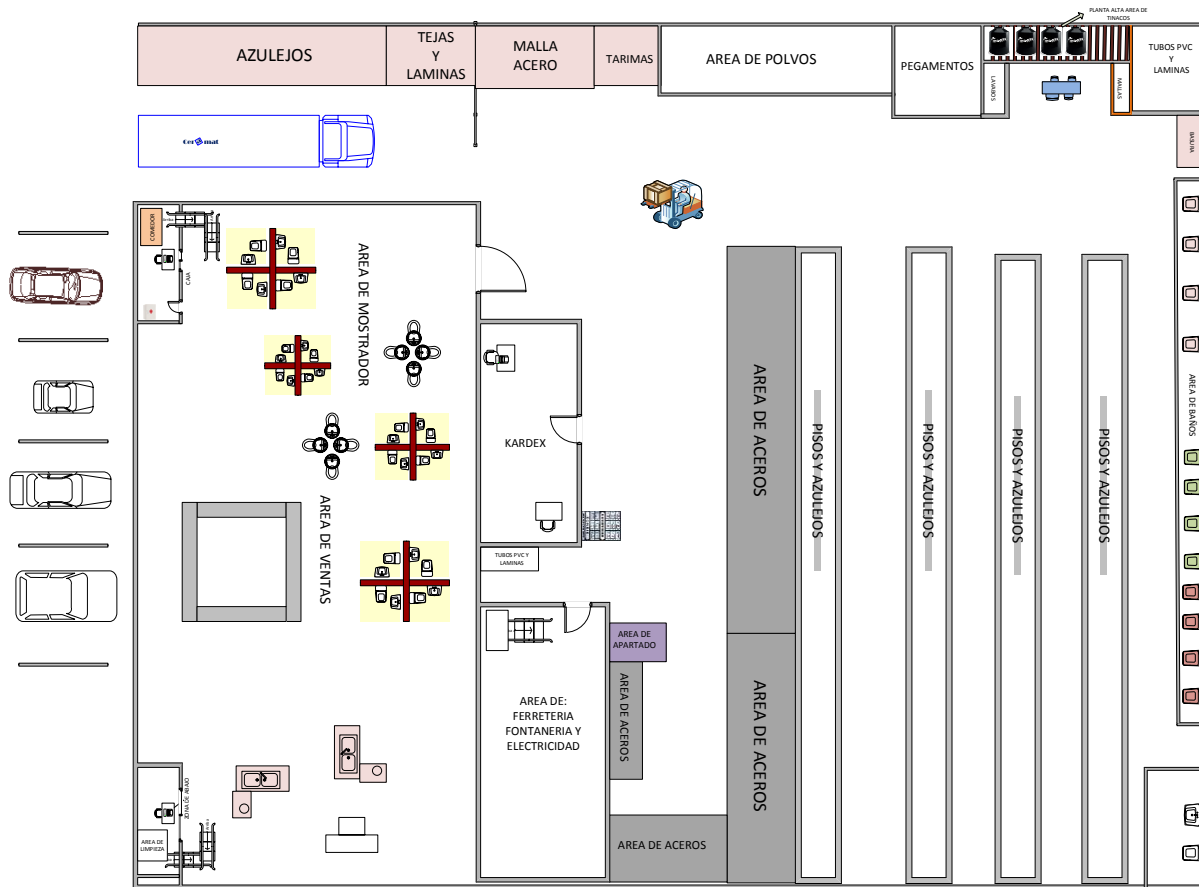 PLANTA ALTA AREA DE
TINACOS
AZULEJOS
TEJAS
Y
LAMINAS
MALLA
ACERO
TARIMAS
AREA DE POLVOS
PEGAMENTOS
LAVABOS
MALLAS
TUBOS PVC
Y
LAMINAS
BASURA
COMEDOR
CAJA
AREA DE MOSTRADOR
KARDEX
AREA DE VENTAS
TUBOS PVC Y
LAMINAS
AREA DE ACEROS
PISOS Y AZULEJOS
PISOS Y AZULEJOS
PISOS Y AZULEJOS
PISOS Y AZULEJOS
AREA DE BAÑOS
AREA DE
APARTADO
AREA DE ACEROS
AREA DE ACEROS
AREA DE:
FERRETERIA
FONTANERIA Y
ELECTRICIDAD
ZONA DE ABAJO
AREA DE
LIMPIEZA
AREA DE ACEROS